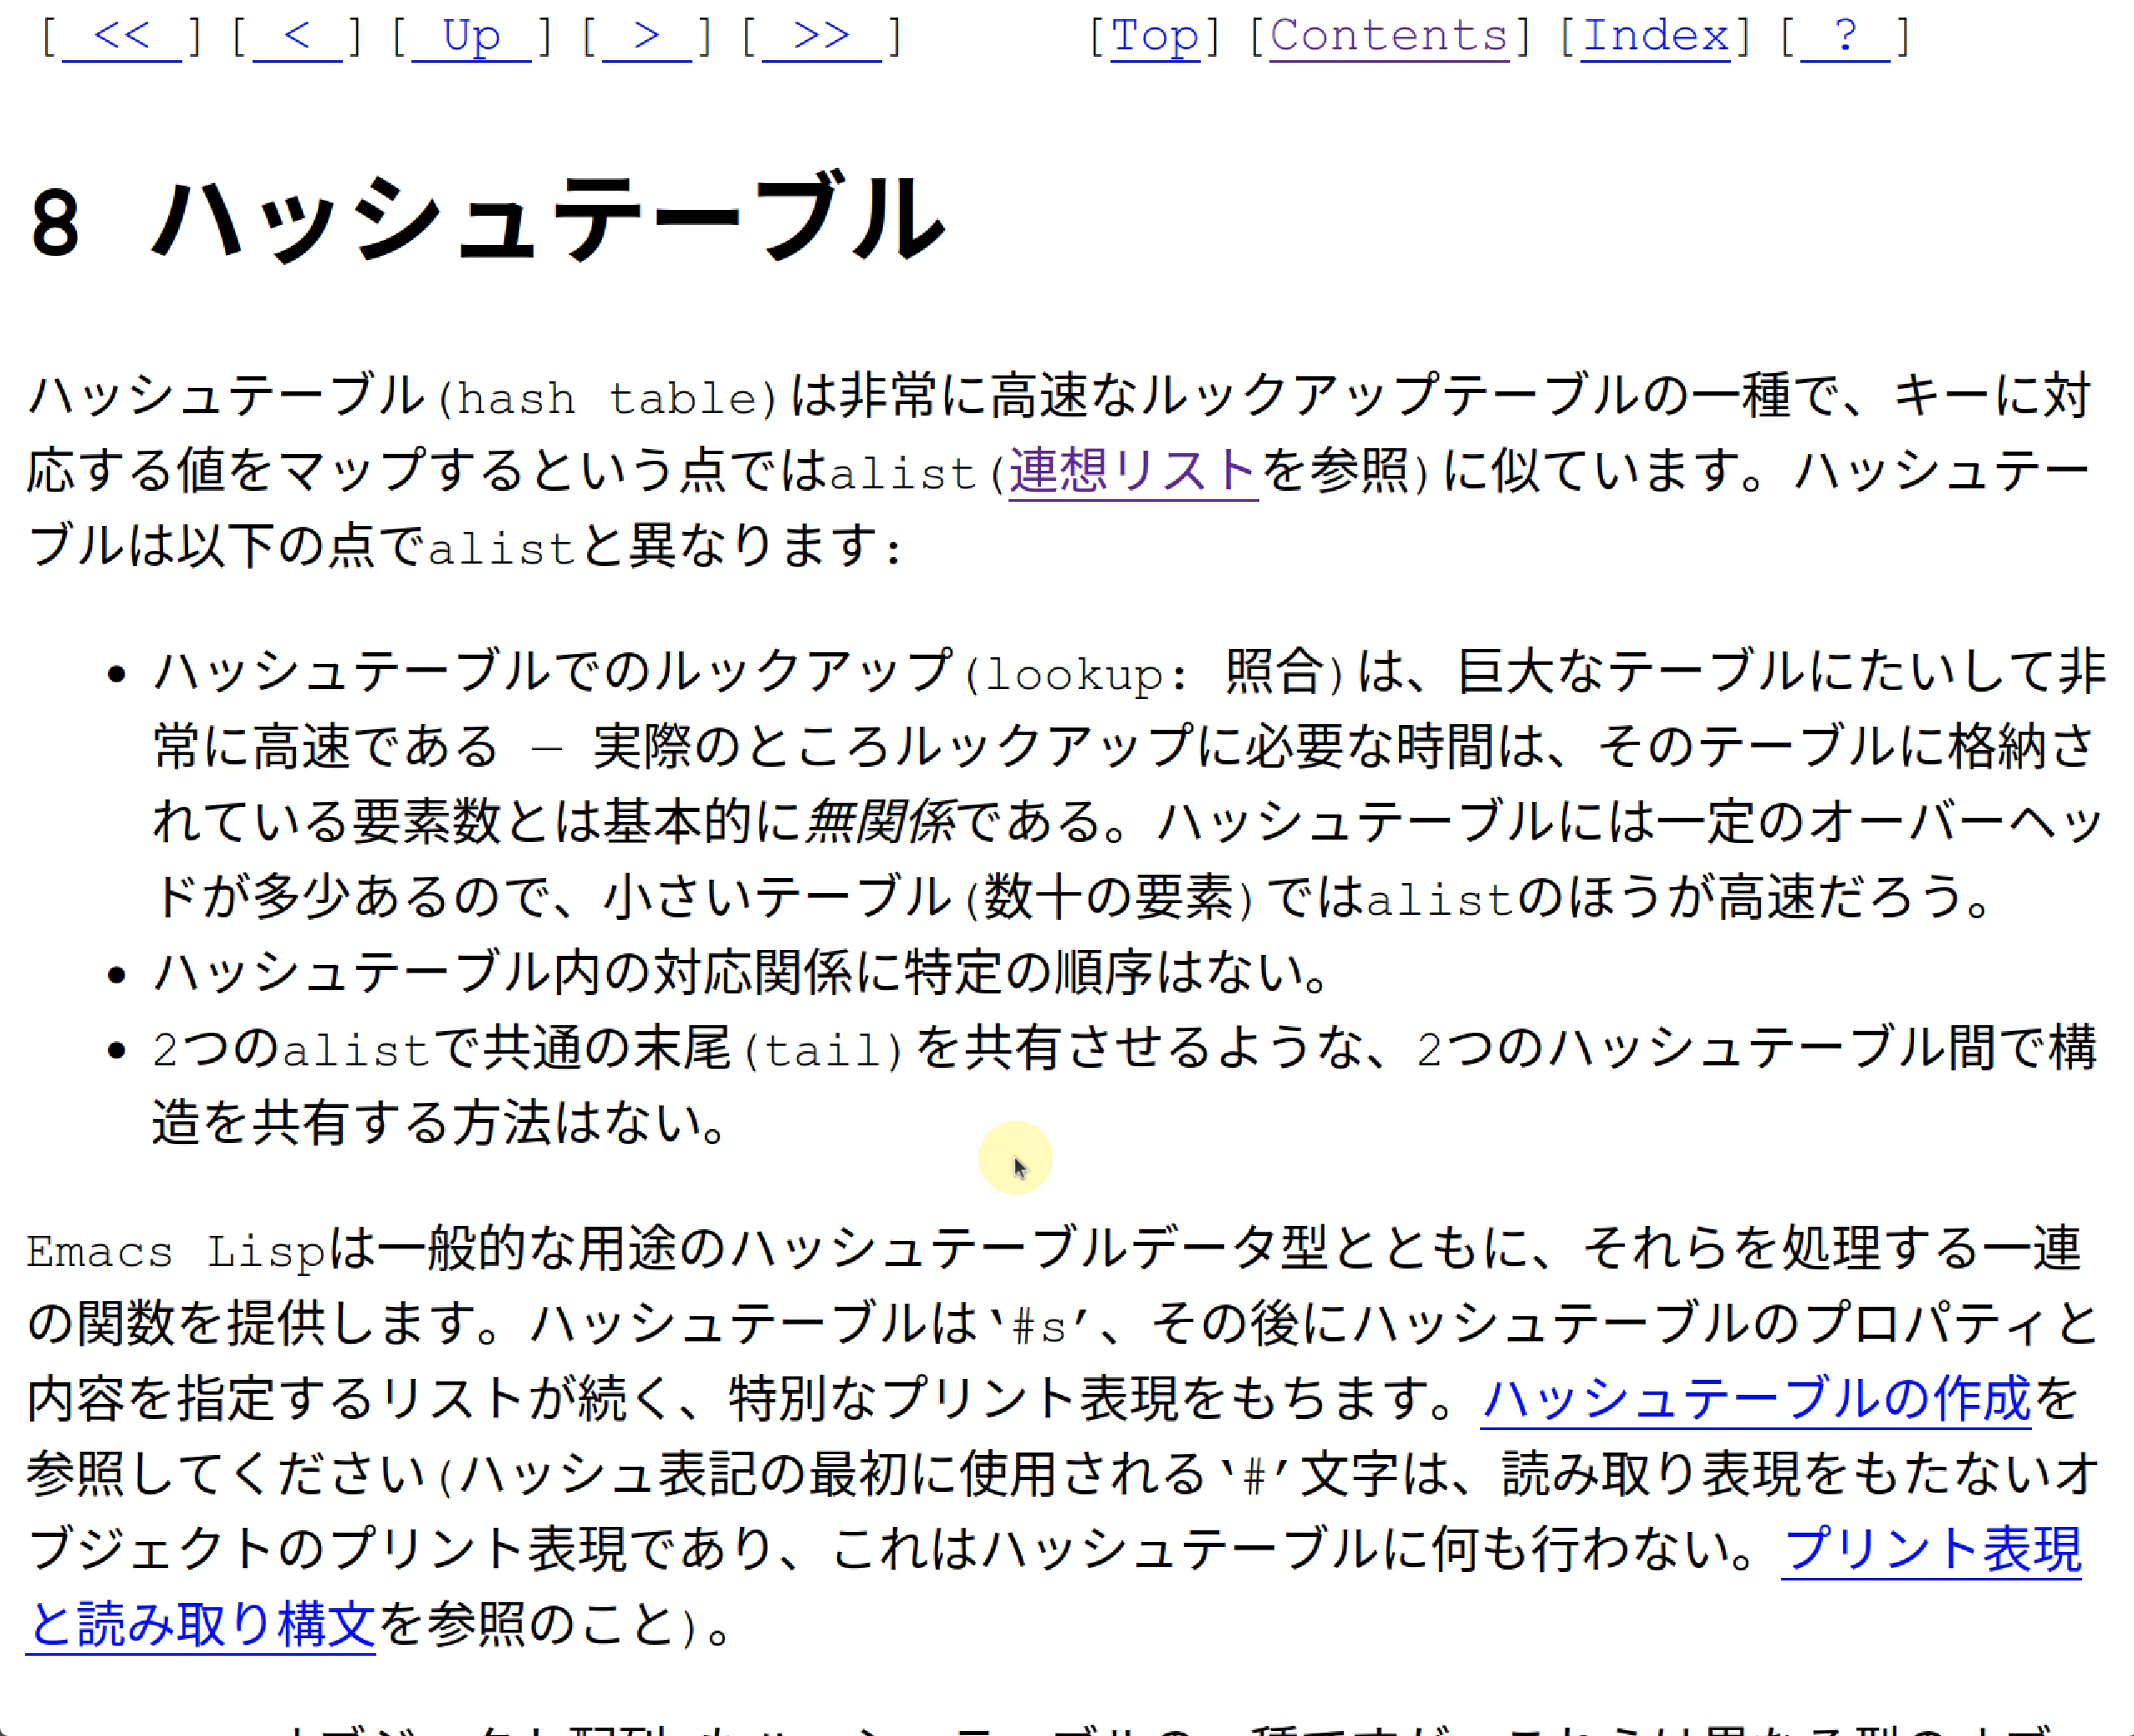 [ << ] [ < ] [ Up ] [ > ] [ >> ] [Top] [Contents] [Index] [ ? ]
8 ハッシュテーブル
ハッシュテーブル(hash table)は非常に高速なルックアップテーブルの一種で、キーに対
応する値をマップするという点ではalist(連想リストを参照)に似ています。ハッシュテー
ブルは以下の点でalistと異なります:
• ハッシュテーブルでのルックアップ(lookup: 照合)は、巨大なテーブルにたいして非
常に高速である — 実際のところルックアップに必要な時間は、そのテーブルに格納さ
れている要素数とは基本的に無関係である。ハッシュテーブルには一定のオーバーヘッ
ドが多少あるので、小さいテーブル(数十の要素)ではalistのほうが高速だろう。
• ハッシュテーブル内の対応関係に特定の順序はない。
• 2つのalistで共通の末尾(tail)を共有させるような、2つのハッシュテーブル間で構
造を共有する方法はない。
Emacs Lispは一般的な用途のハッシュテーブルデータ型とともに、それらを処理する一連
の関数を提供します。ハッシュテーブルは‘#s’、その後にハッシュテーブルのプロパティと
内容を指定するリストが続く、特別なプリント表現をもちます。ハッシュテーブルの作成を
参照してください(ハッシュ表記の最初に使用される‘#’文字は、読み取り表現をもたないオ
ブジェクトのプリント表現であり、これはハッシュテーブルに何も行わない。プリント表現
と読み取り構文を参照のこと)。